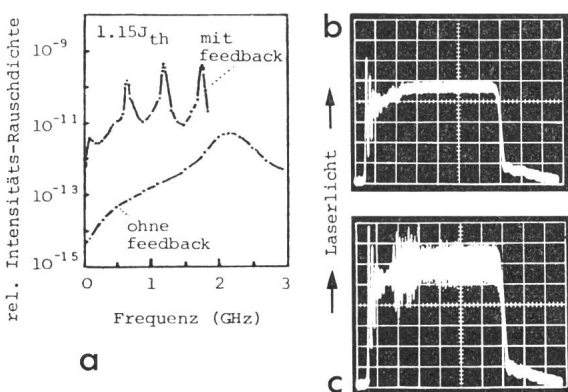 rel. Intensitäts-Rauschdichte
10⁻⁹
10⁻¹¹
10⁻¹³
10⁻¹⁵
1.15J_th
mit
feedback
ohne
feedback
0 1 2 3
Frequenz (GHz)
a
b
Laserlicht
c